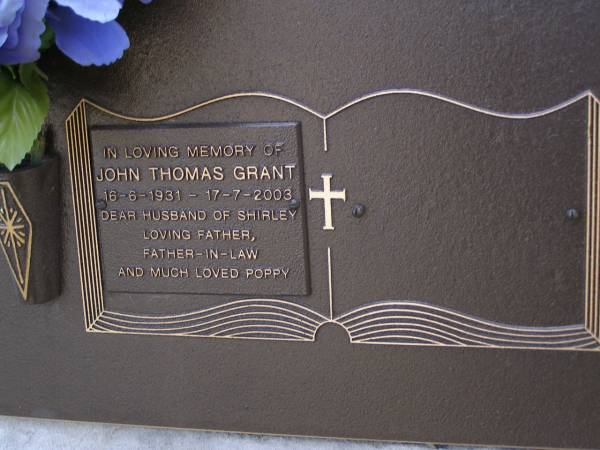 IN LOVING MEMORY OF
JOHN THOMAS GRANT
16-6-1931 - 17-7-2003
DEAR HUSBAND OF SHIRLEY
LOVING FATHER,
FATHER-IN-LAW
AND MUCH LOVED POPPY